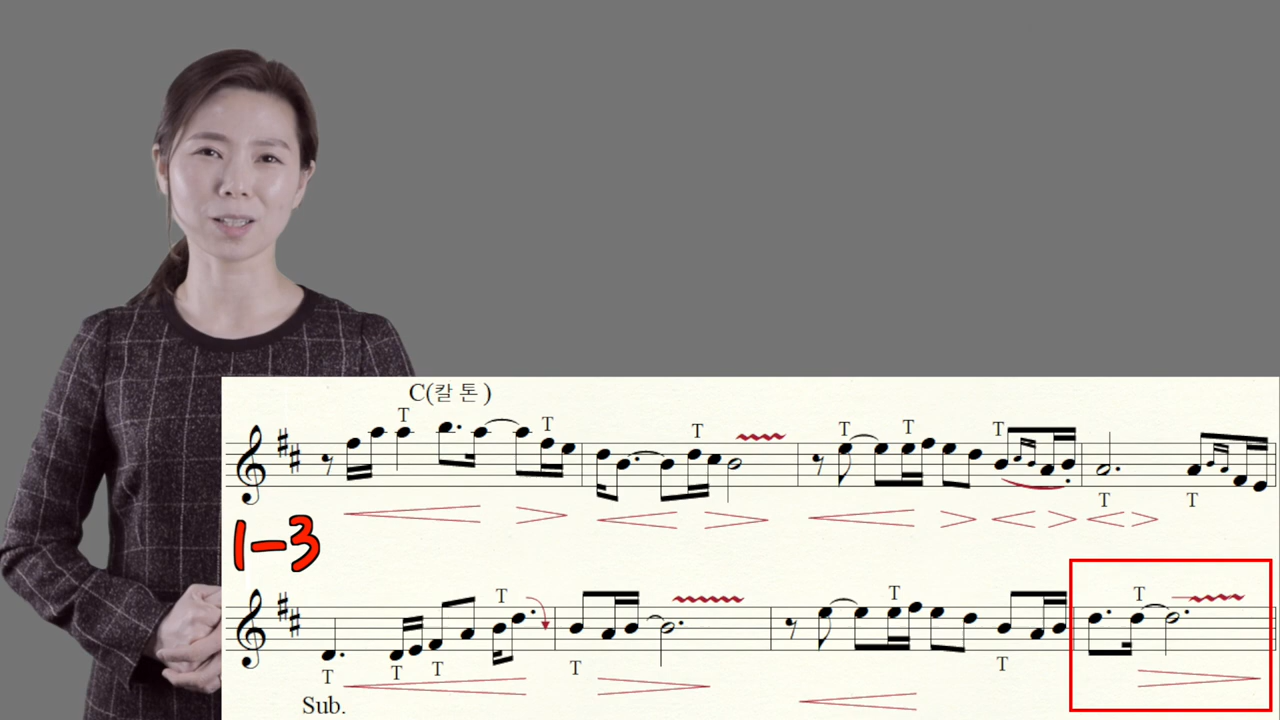 C(칼 톤)
T T T T T T
T T
1-3
T T T
T T T T T
Sub.